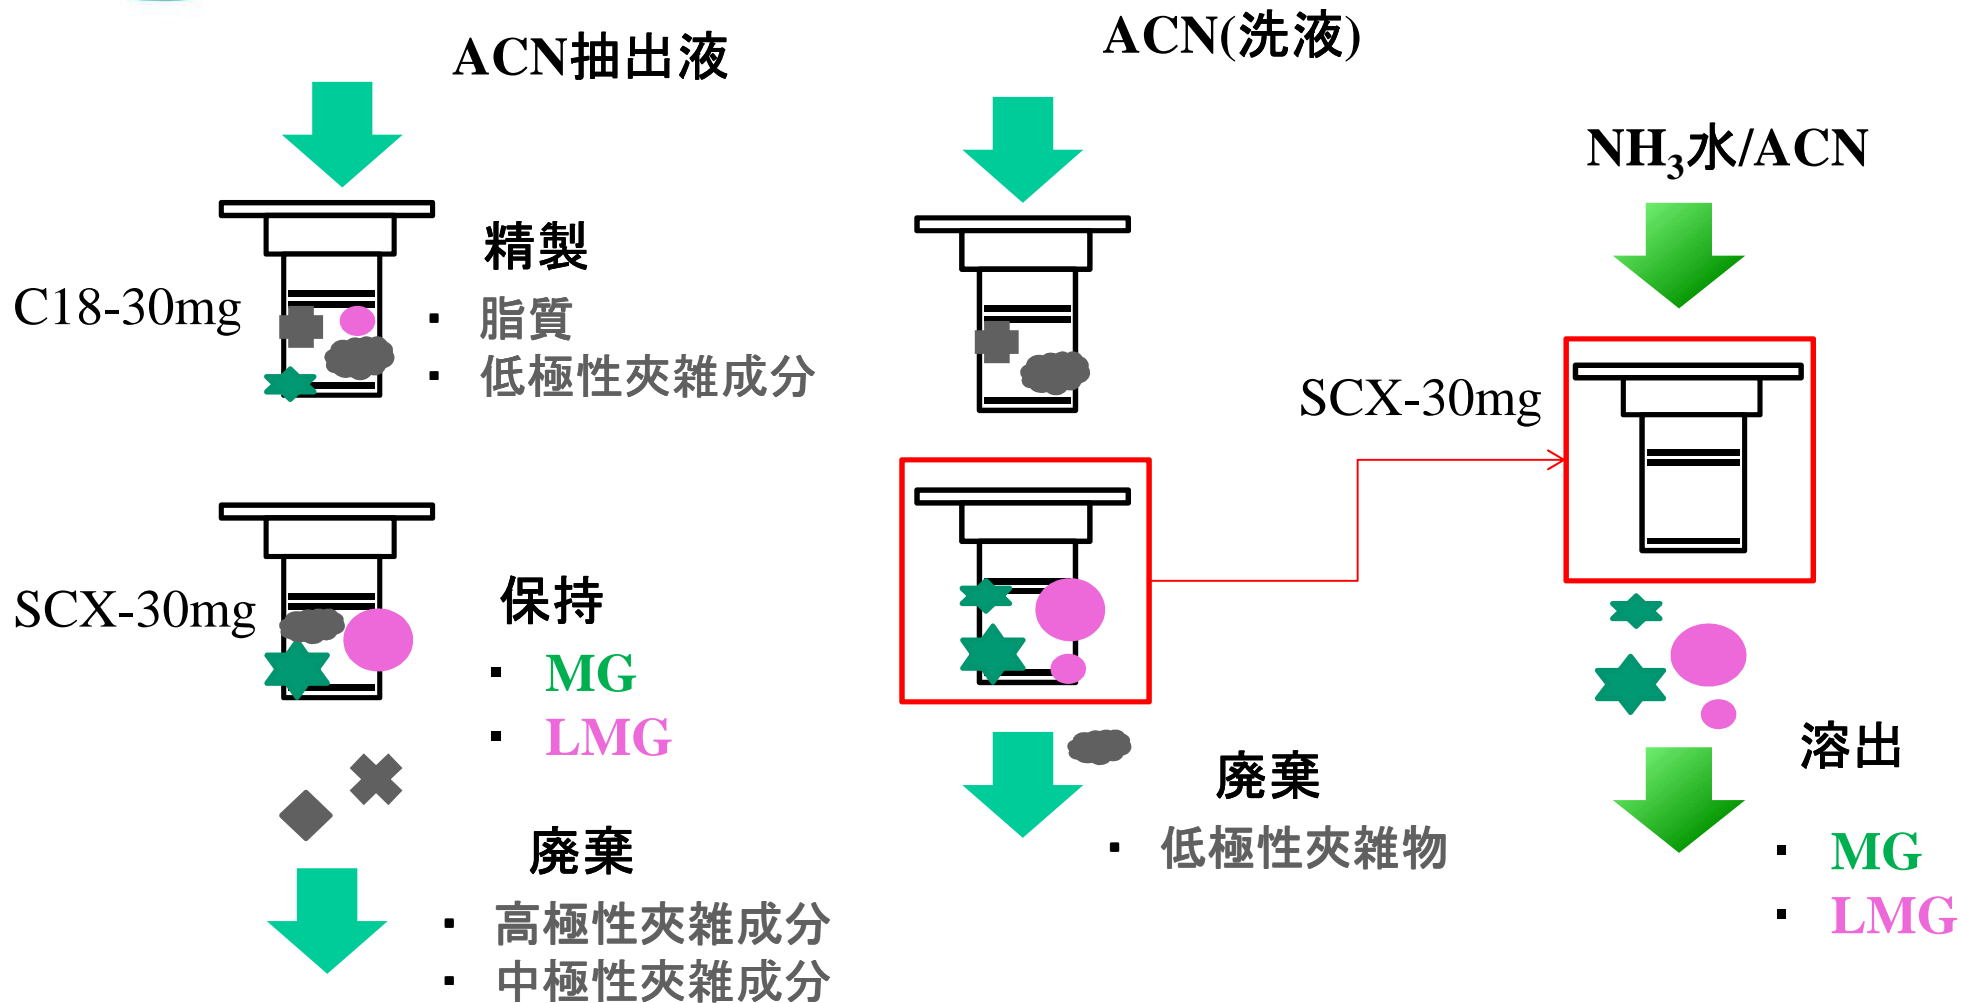 ACN抽出液
C18-30mg
精製
▪ 脂質
▪ 低極性夾雑成分
SCX-30mg
保持
▪ MG
▪ LMG
廃棄
▪ 高極性夾雑成分
▪ 中極性夾雑成分
ACN(洗液)
廃棄
▪ 低極性夾雑物
NH₃水/ACN
SCX-30mg
溶出
▪ MG
▪ LMG